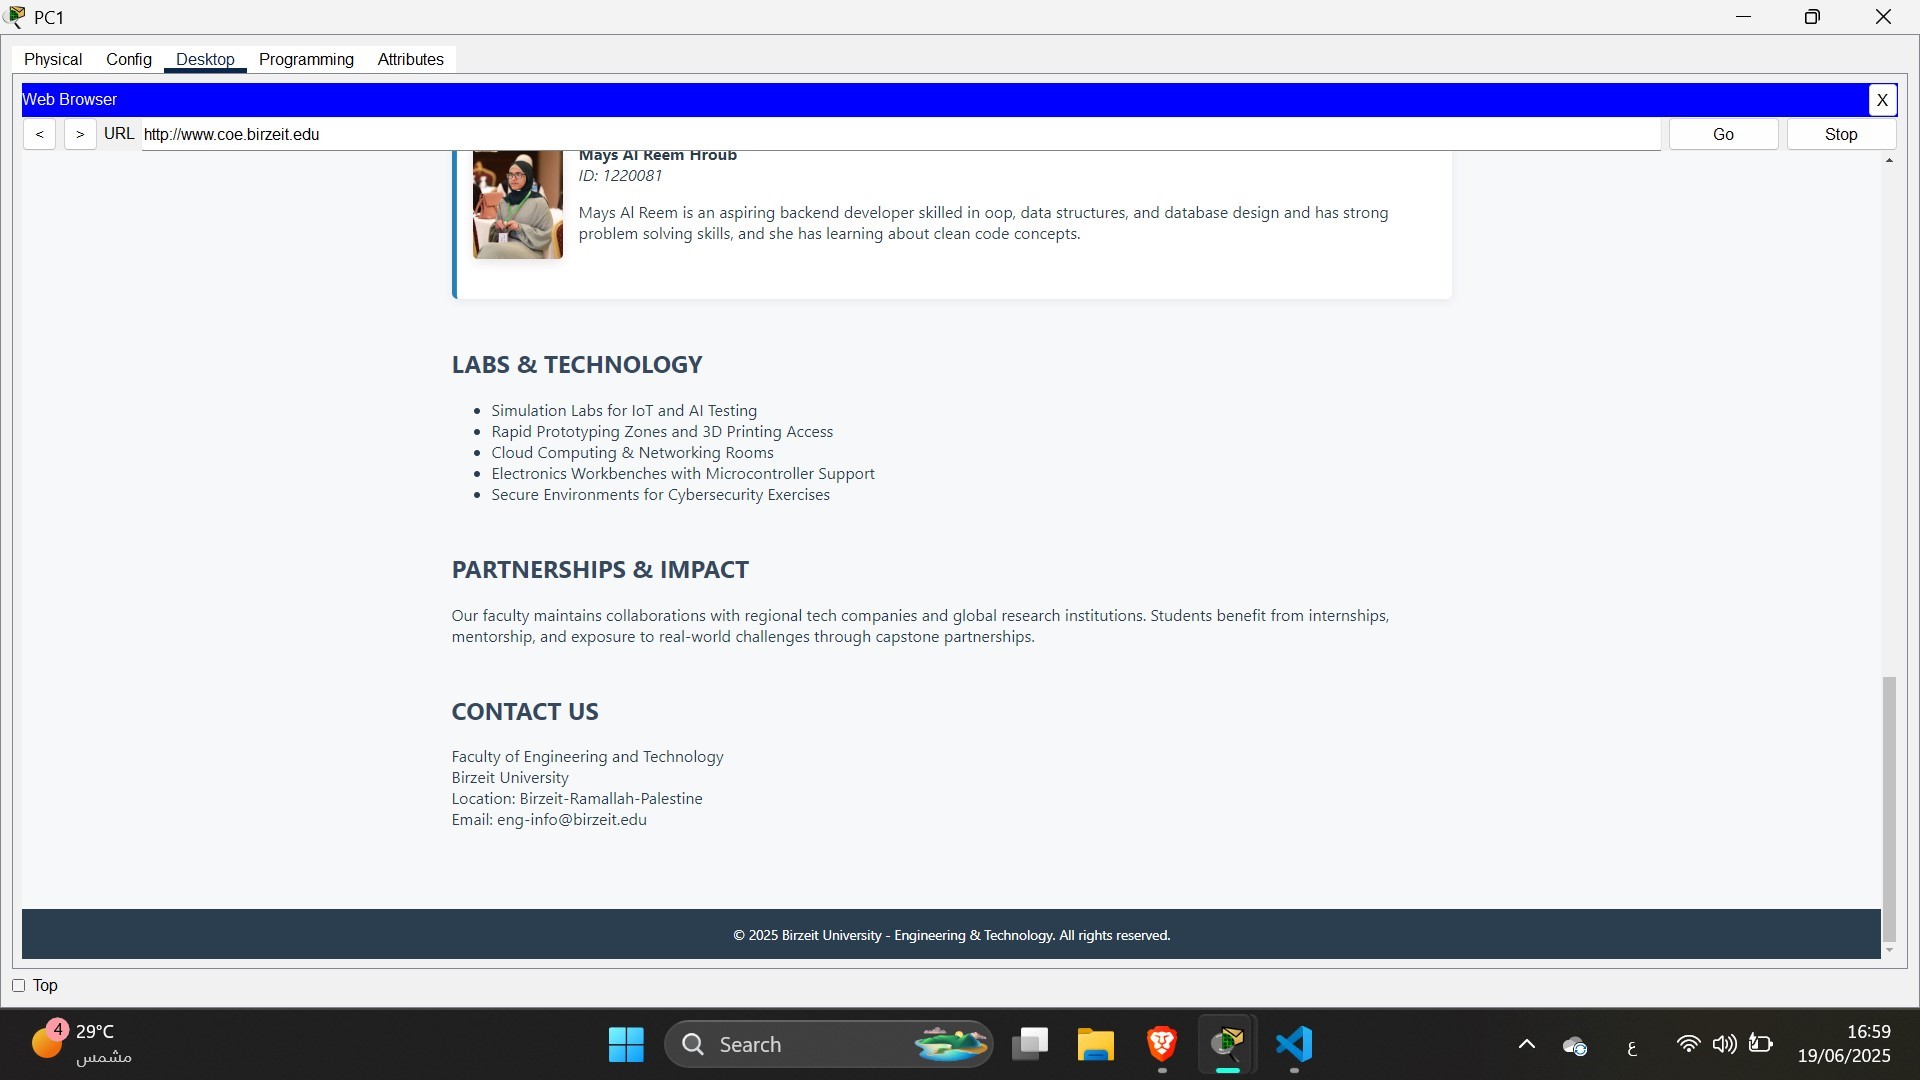 PC1
Physical Config Desktop Programming Attributes
Web Browser
X
< > URL http://www.coe.birzeit.edu Go Stop
Mays Al Reem Hroub
ID: 1220081
Mays Al Reem is an aspiring backend developer skilled in oop, data structures, and database design and has strong
problem solving skills, and she has learning about clean code concepts.
LABS & TECHNOLOGY
• Simulation Labs for IoT and AI Testing
• Rapid Prototyping Zones and 3D Printing Access
• Cloud Computing & Networking Rooms
• Electronics Workbenches with Microcontroller Support
• Secure Environments for Cybersecurity Exercises
PARTNERSHIPS & IMPACT
Our faculty maintains collaborations with regional tech companies and global research institutions. Students benefit from internships,
mentorship, and exposure to real-world challenges through capstone partnerships.
CONTACT US
Faculty of Engineering and Technology
Birzeit University
Location: Birzeit-Ramallah-Palestine
Email: eng-info@birzeit.edu
© 2025 Birzeit University - Engineering & Technology. All rights reserved.
Top
4
29°C
مشمس
Search
ع
16:59
19/06/2025